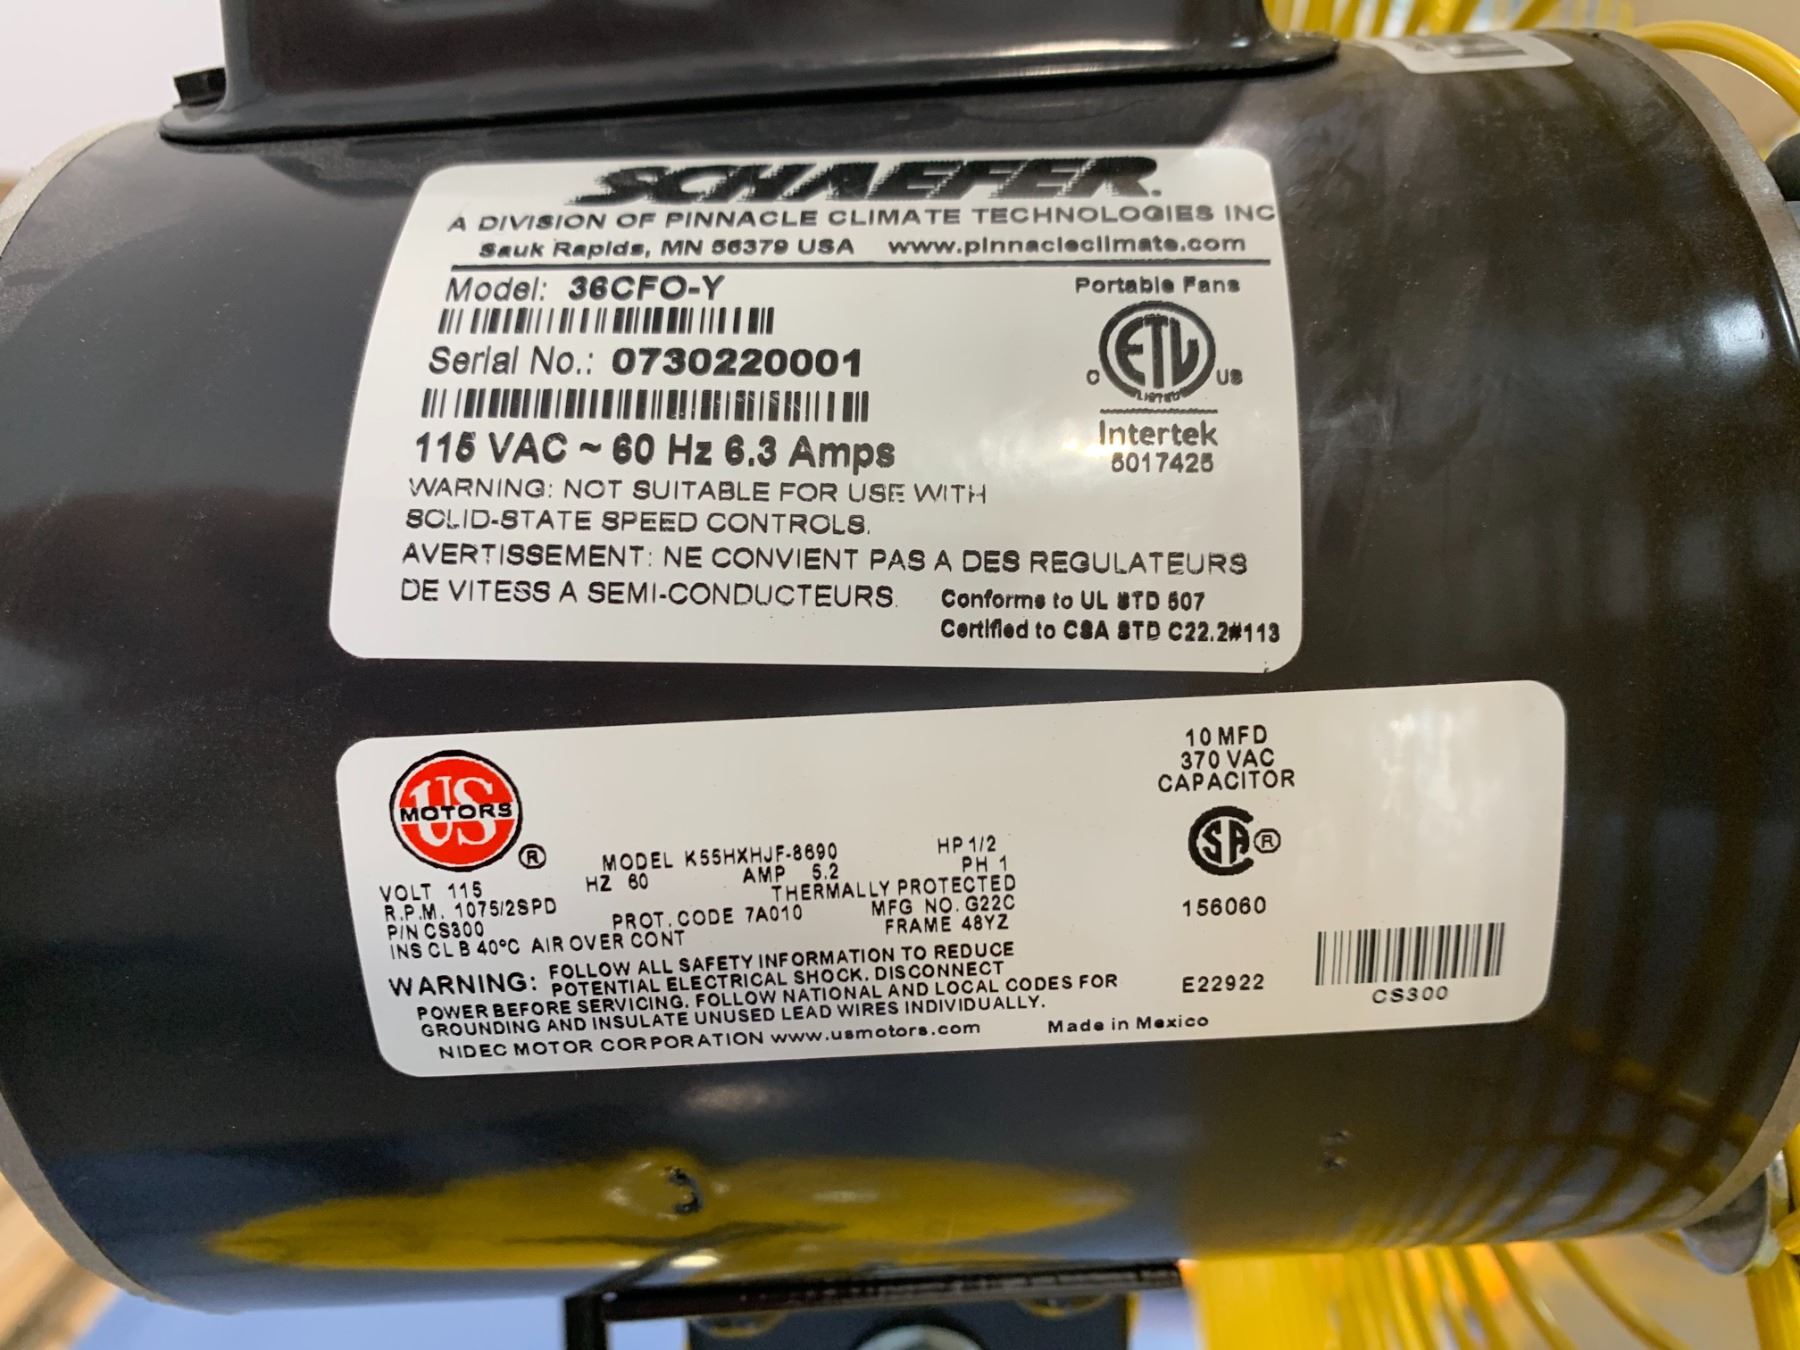 SCHAEFER.
A DIVISION OF PINNACLE CLIMATE TECHNOLOGIES INC
Sauk Rapids, MN 56379 USA www.pinnacleclimate.com
Model: 36CFO-Y
Portable Fans
Serial No.: 0730220001
ETL
C US
LISTED
Intertek
5017425
115 VAC ~ 60 Hz 6.3 Amps
WARNING: NOT SUITABLE FOR USE WITH
SOLID-STATE SPEED CONTROLS.
AVERTISSEMENT: NE CONVIENT PAS A DES REGULATEURS
DE VITESS A SEMI-CONDUCTEURS.
Conforms to UL STD 507
Certified to CSA STD C22.2#113
US
MOTORS
®
10 MFD
370 VAC
CAPACITOR
SA ®
MODEL K55HXHJF-8690 HP 1/2
VOLT 115 HZ 60 AMP 5.2 PH 1
R.P.M. 1075/2SPD THERMALLY PROTECTED
P/N CS300 PROT. CODE 7A010 MFG NO. G22C
INS CL B 40°C AIR OVER CONT FRAME 48YZ
156060
WARNING: FOLLOW ALL SAFETY INFORMATION TO REDUCE
POTENTIAL ELECTRICAL SHOCK. DISCONNECT
POWER BEFORE SERVICING. FOLLOW NATIONAL AND LOCAL CODES FOR
GROUNDING AND INSULATE UNUSED LEAD WIRES INDIVIDUALLY.
E22922
CS300
NIDEC MOTOR CORPORATION www.usmotors.com Made in Mexico